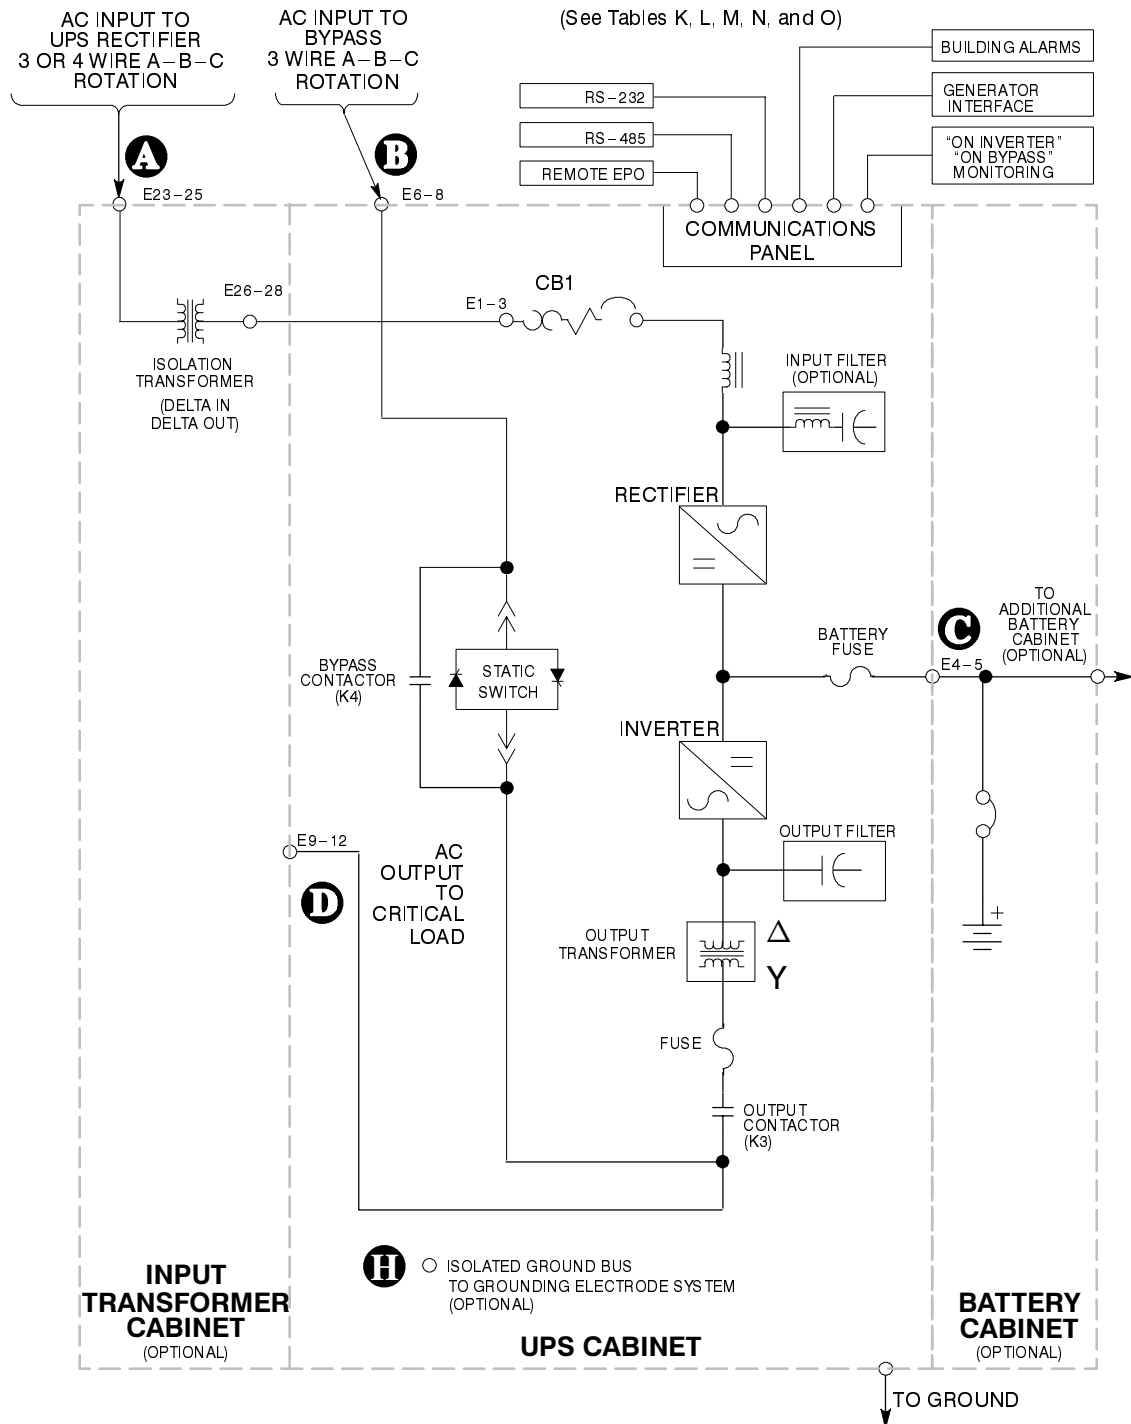 AC INPUT TO
UPS RECTIFIER
3 OR 4 WIRE A−B−C
ROTATION
AC INPUT TO
BYPASS
3 WIRE A−B−C
ROTATION
(See Tables K, L, M, N, and O)
RS-232
RS-485
REMOTE EPO
BUILDING ALARMS
GENERATOR
INTERFACE
“ON INVERTER”
“ON BYPASS”
MONITORING
A
B
E23−25
E6−8
COMMUNICATIONS
PANEL
E26−28
E1−3
CB1
ISOLATION
TRANSFORMER
(DELTA IN
DELTA OUT)
INPUT FILTER
(OPTIONAL)
RECTIFIER
BYPASS
CONTACTOR
(K4)
STATIC
SWITCH
BATTERY
FUSE
C
E4−5
TO
ADDITIONAL
BATTERY
CABINET
(OPTIONAL)
INVERTER
OUTPUT FILTER
E9−12
D
AC
OUTPUT
TO
CRITICAL
LOAD
OUTPUT
TRANSFORMER
Δ
Y
+
FUSE
OUTPUT
CONTACTOR
(K3)
H
ISOLATED GROUND BUS
TO GROUNDING ELECTRODE SYSTEM
(OPTIONAL)
INPUT
TRANSFORMER
CABINET
(OPTIONAL)
UPS CABINET
BATTERY
CABINET
(OPTIONAL)
TO GROUND